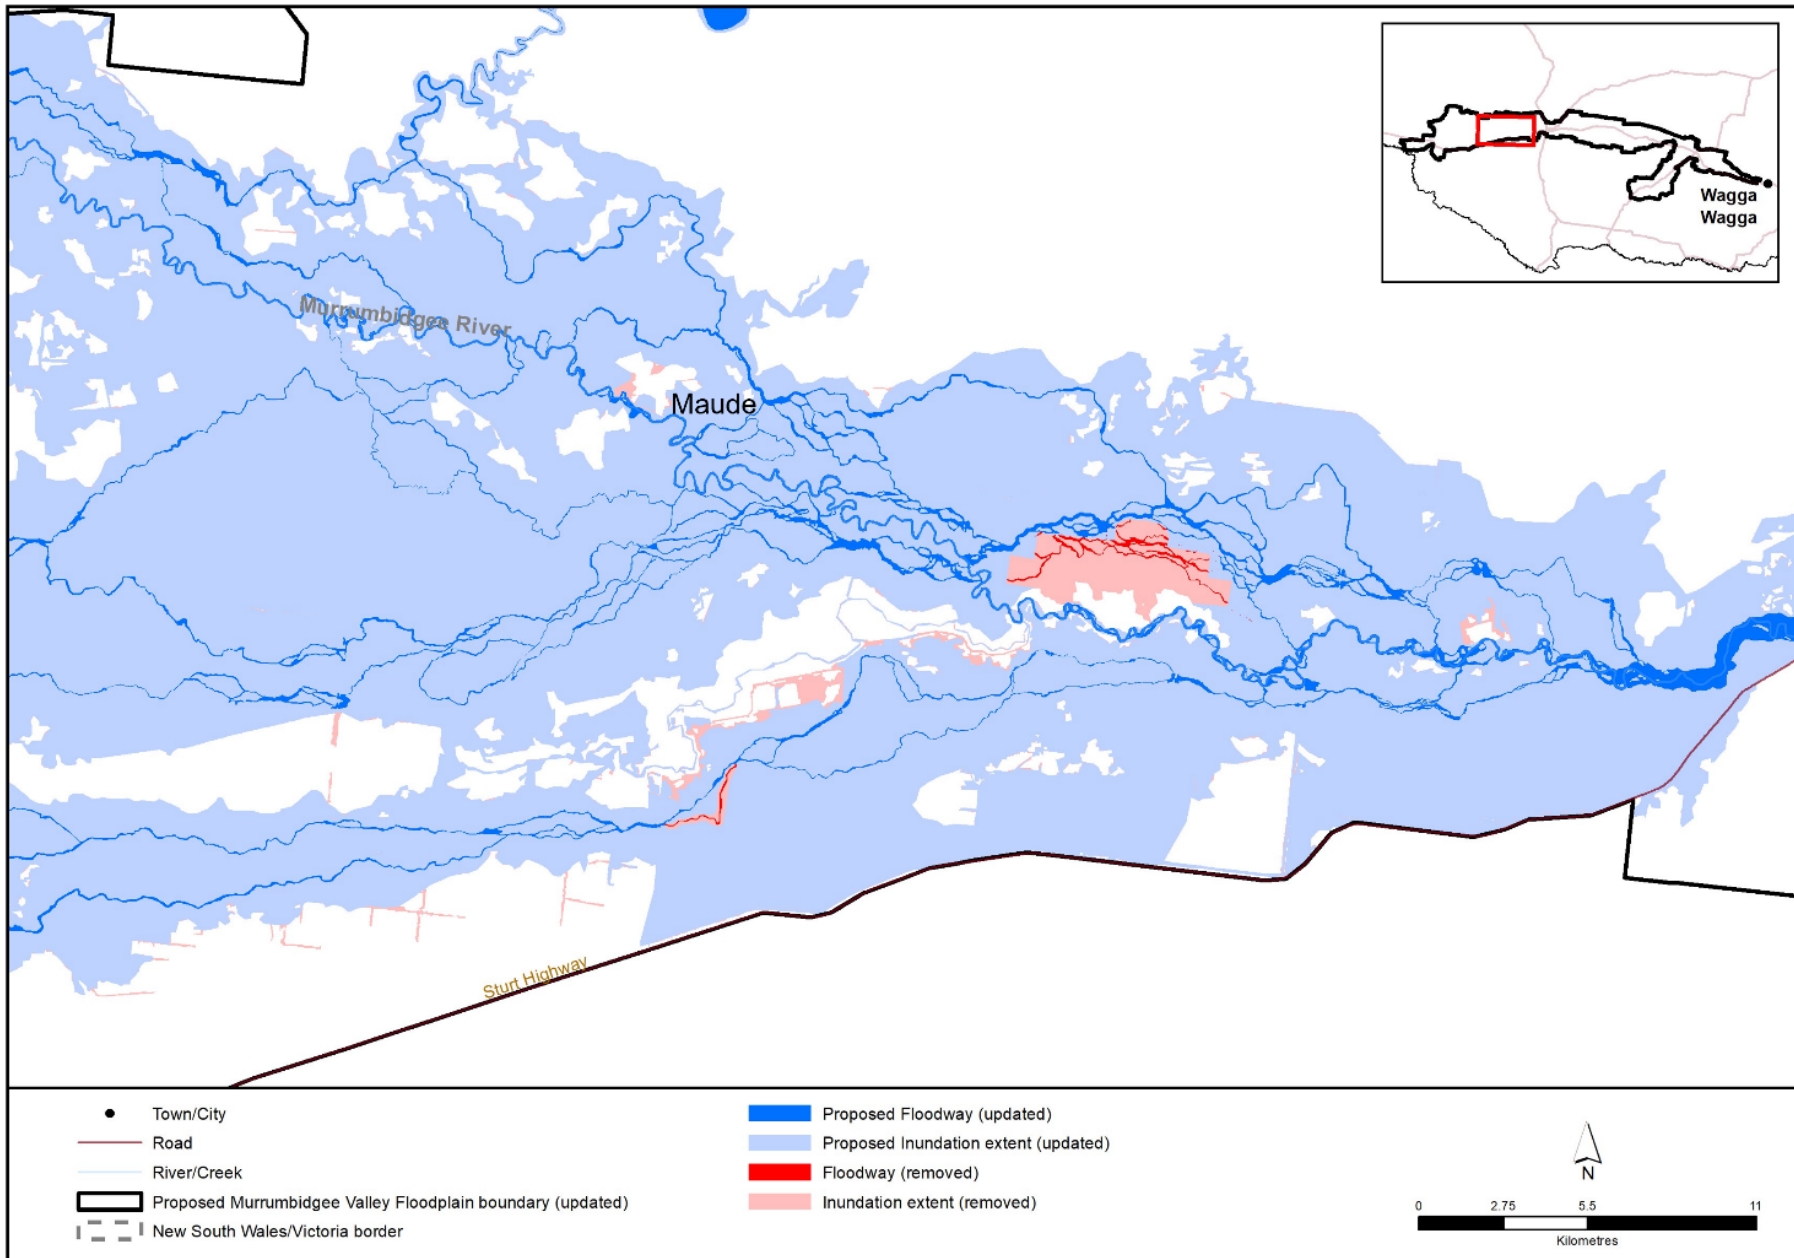 Wagga
Wagga
Murrumbidgee River
Maude
Sturt Highway
Town/City
Road
River/Creek
Proposed Murrumbidgee Valley Floodplain boundary (updated)
New South Wales/Victoria border
Proposed Floodway (updated)
Proposed Inundation extent (updated)
Floodway (removed)
Inundation extent (removed)
N
0 2.75 5.5 11
Kilometres